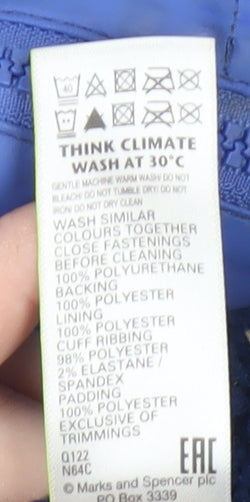 40
THINK CLIMATE
WASH AT 30°C
GENTLE MACHINE WARM WASH/ DO NOT
BLEACH/ DO NOT TUMBLE DRY/ DO NOT
IRON/ DO NOT DRY CLEAN
WASH SIMILAR
COLOURS TOGETHER
CLOSE FASTENINGS
BEFORE CLEANING
100% POLYURETHANE
BACKING
100% POLYESTER
LINING
100% POLYESTER
CUFF RIBBING
98% POLYESTER
2% ELASTANE /
SPANDEX
PADDING
100% POLYESTER
EXCLUSIVE OF
TRIMMINGS
Q122
N64C
EAC
© Marks and Spencer plc
PO Box 3339